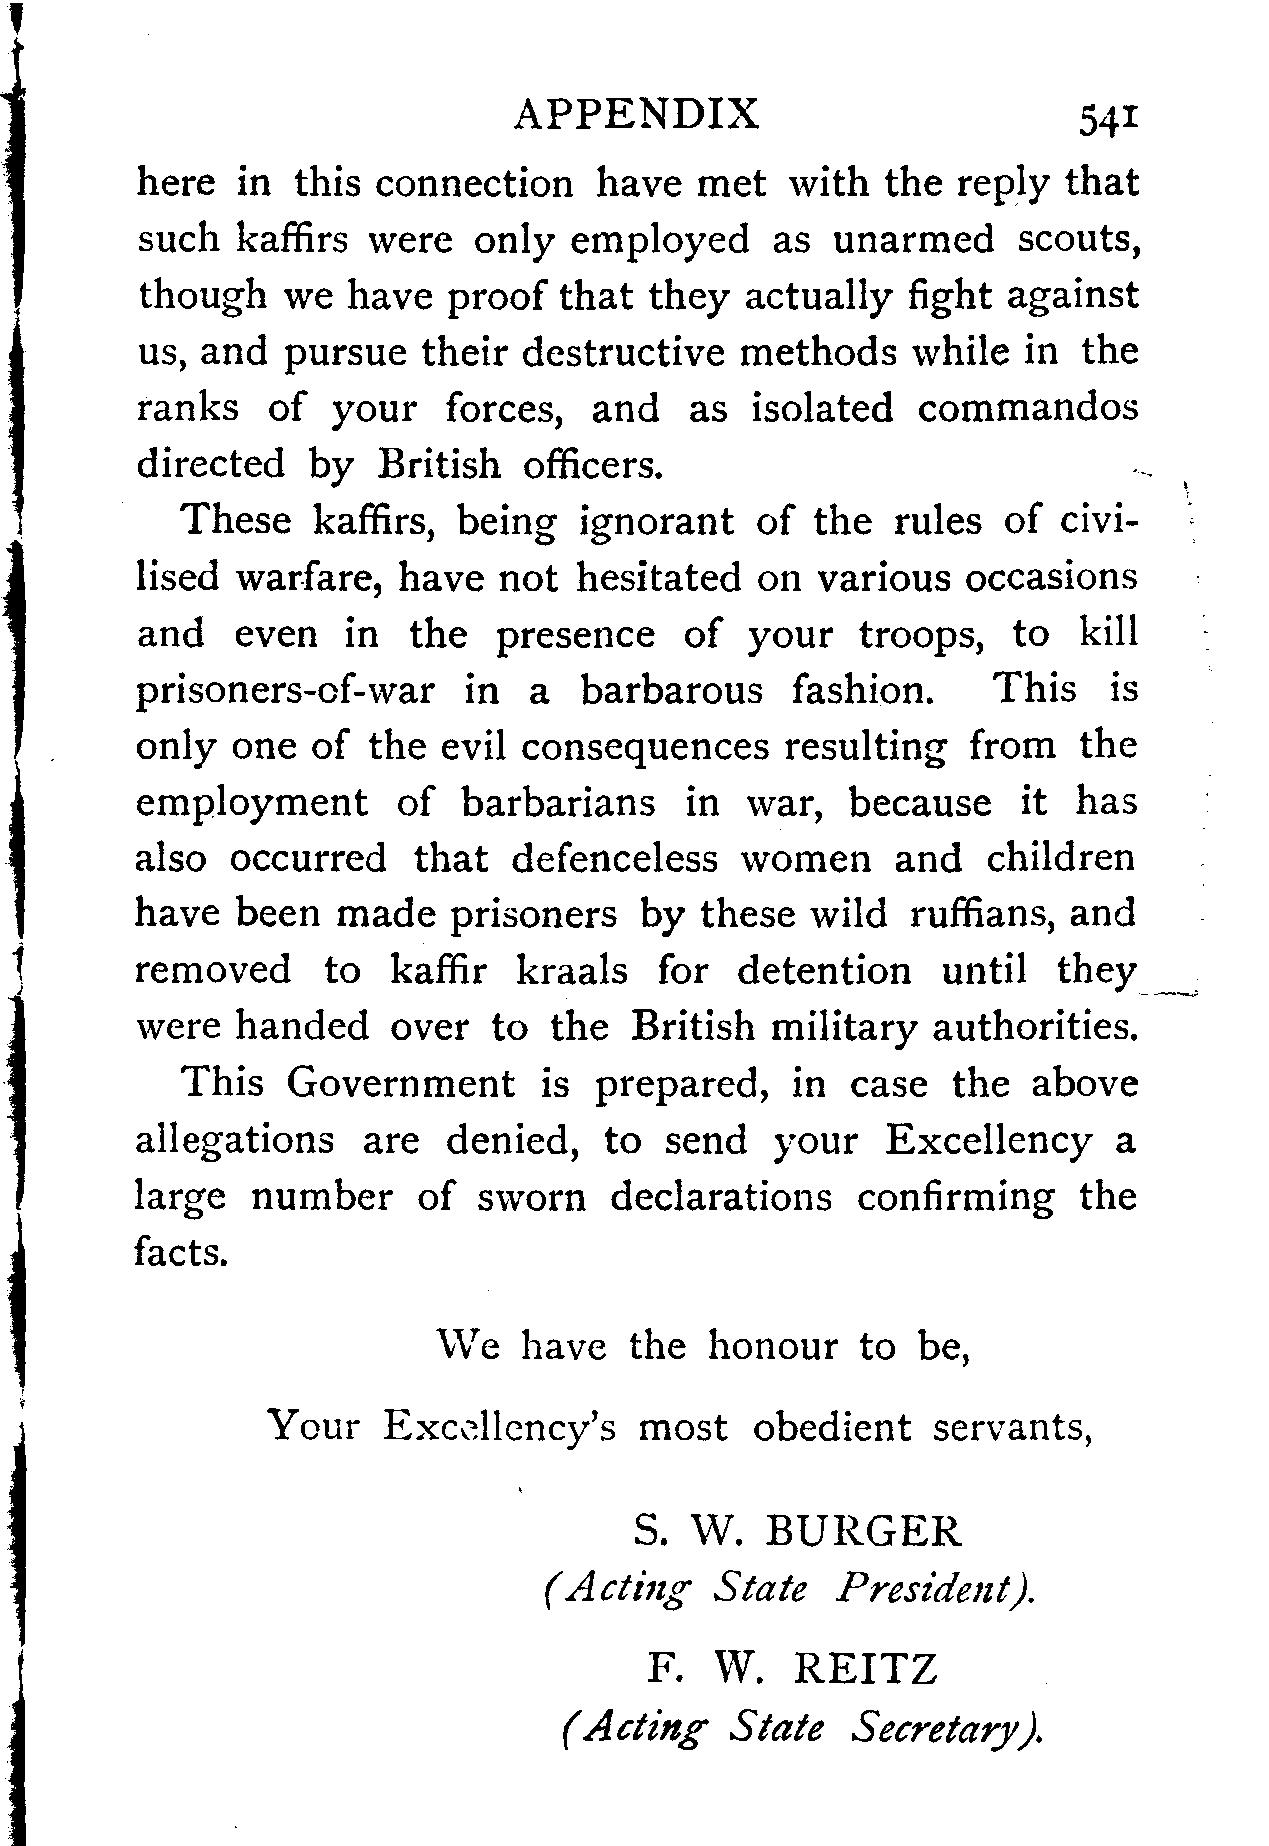 APPENDIX 541
here in this connection have met with the reply that
such kaffirs were only employed as unarmed scouts,
though we have proof that they actually fight against
us, and pursue their destructive methods while in the
ranks of your forces, and as isolated commandos
directed by British officers.
These kaffirs, being ignorant of the rules of civi-
lised warfare, have not hesitated on various occasions
and even in the presence of your troops, to kill
prisoners-of-war in a barbarous fashion. This is
only one of the evil consequences resulting from the
employment of barbarians in war, because it has
also occurred that defenceless women and children
have been made prisoners by these wild ruffians, and
removed to kaffir kraals for detention until they
were handed over to the British military authorities.
This Government is prepared, in case the above
allegations are denied, to send your Excellency a
large number of sworn declarations confirming the
facts.
We have the honour to be,
Your Excellency's most obedient servants,
S. W. BURGER
(Acting State President).
F. W. REITZ
(Acting State Secretary).